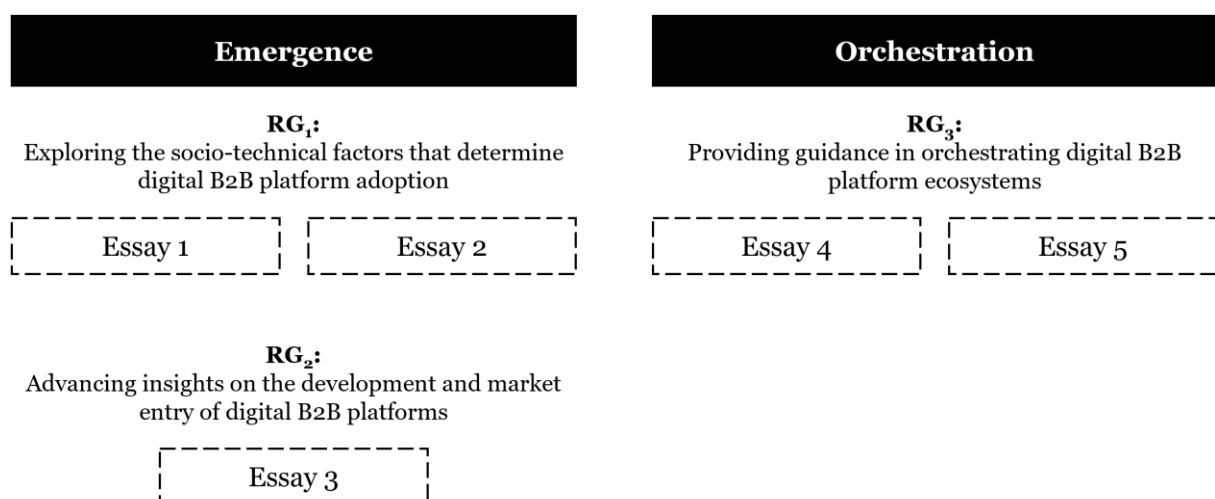 Emergence
RG₁:
Exploring the socio-technical factors that determine
digital B2B platform adoption
Essay 1
Essay 2
RG₂:
Advancing insights on the development and market
entry of digital B2B platforms
Essay 3
Orchestration
RG₃:
Providing guidance in orchestrating digital B2B
platform ecosystems
Essay 4
Essay 5